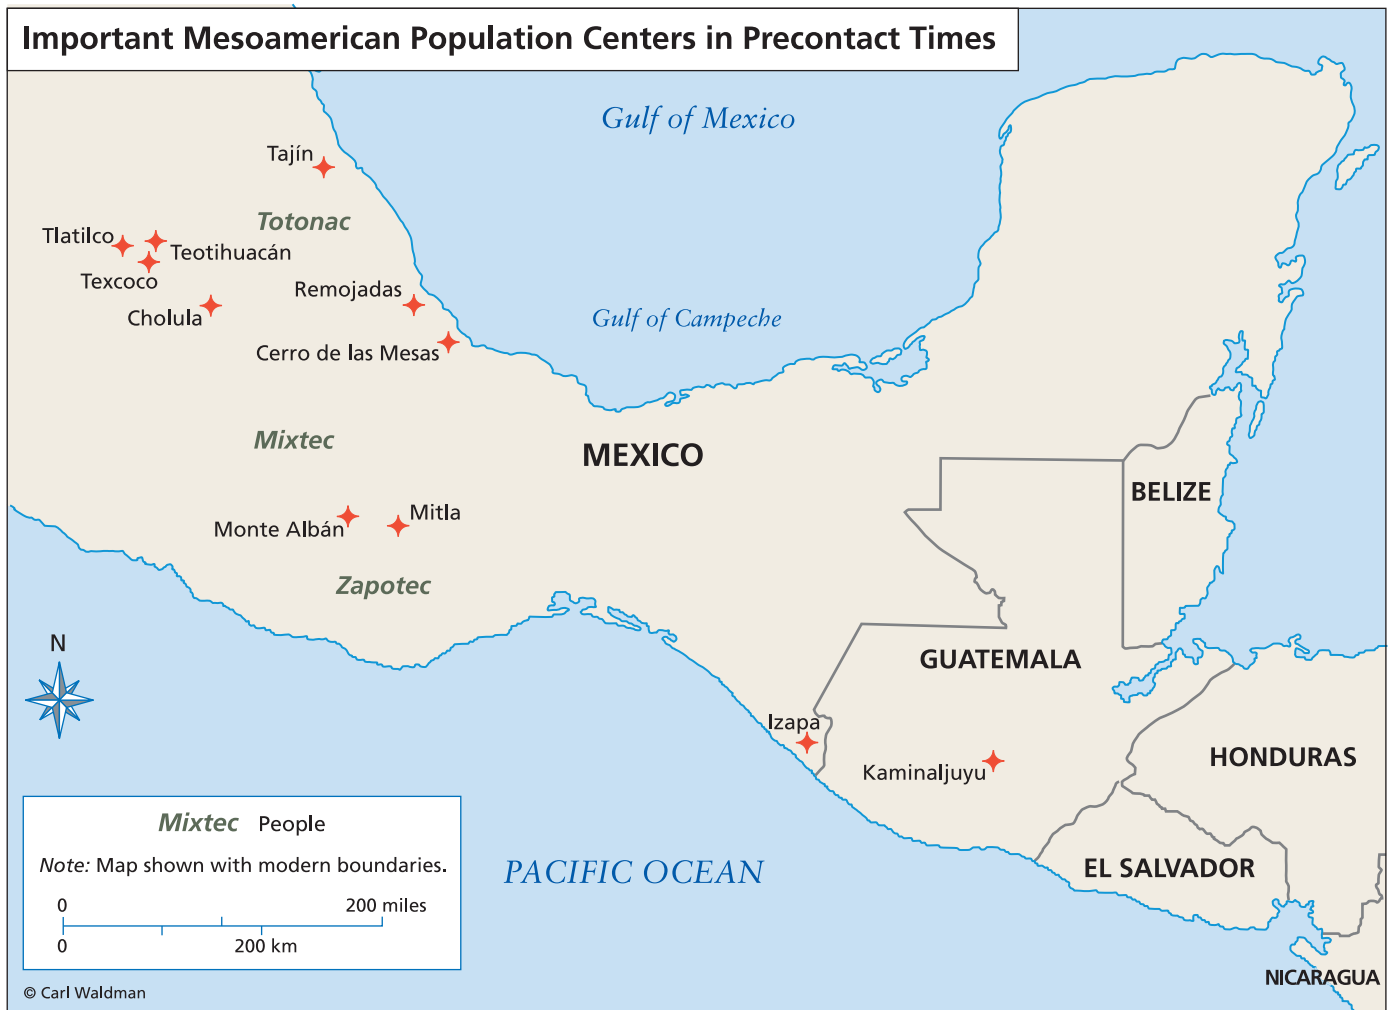 Important Mesoamerican Population Centers in Precontact Times
Gulf of Mexico
Tajín
Totonac
Tlatilco
Teotihuacán
Texcoco
Remojadas
Cholula
Gulf of Campeche
Cerro de las Mesas
Mixtec
MEXICO
BELIZE
Mitla
Monte Albán
Zapotec
N
GUATEMALA
Izapa
Kaminaljuyu
HONDURAS
Mixtec People
Note: Map shown with modern boundaries.
0 200 miles
0 200 km
PACIFIC OCEAN
EL SALVADOR
NICARAGUA
© Carl Waldman